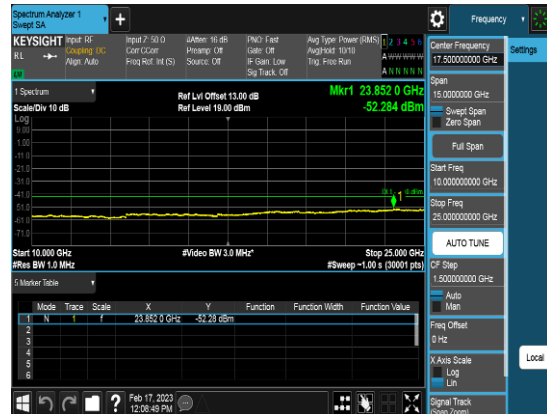 Spectrum Analyzer 1
Swept SA
+
Frequency
KEYSIGHT
RL
Input: RF
Coupling: DC
Align: Auto
Input Z: 50 Ω
Corr CCorr
Freq Ref: Int (S)
#Atten: 16 dB
Preamp: Off
Source: Off
PNO: Fast
Gate: Off
IF Gain: Low
Sig Track: Off
Avg Type: Power (RMS)
Avg|Hold: 10/10
Trig: Free Run
1 2 3 4 5 6
A W W W W W
A N N N N N
Center Frequency
17.500000000 GHz
Settings
Span
15.0000000 GHz
Swept Span
Zero Span
Full Span
Start Freq
10.000000000 GHz
Stop Freq
25.000000000 GHz
AUTO TUNE
CF Step
1.500000000 GHz
Auto
Man
Freq Offset
0 Hz
X Axis Scale
Log
Lin
Signal Track
(Span Zoom)
Local
1 Spectrum
Scale/Div 10 dB
Ref Lvl Offset 13.00 dB
Ref Level 19.00 dBm
Mkr1 23.852 0 GHz
-52.284 dBm
Log
9.00
-1.00
-11.0
-21.0
-31.0
-41.0
-51.0
-61.0
-71.0
1
Start 10.000 GHz
#Res BW 1.0 MHz
#Video BW 3.0 MHz*
Stop 25.000 GHz
#Sweep ~1.00 s (30001 pts)
5 Marker Table
Mode Trace Scale X Y Function Function Width Function Value
1 N 1 f 23.852 0 GHz -52.28 dBm
2
3
4
5
6
?
Feb 17, 2023
12:08:49 PM